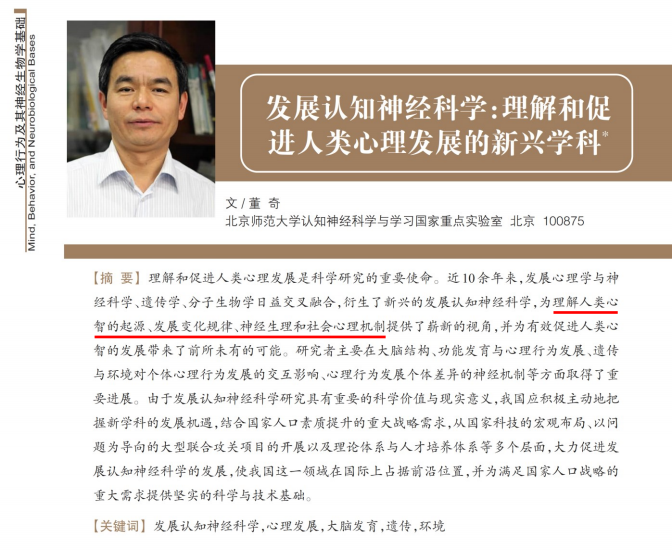 心理行为及其神经生物学基础
Mind, Behavior, and Neurobiological Bases
发展认知神经科学:理解和促
进人类心理发展的新兴学科*
文/董 奇
北京师范大学认知神经科学与学习国家重点实验室 北京 100875
【摘 要】理解和促进人类心理发展是科学研究的重要使命。近10余年来,发展心理学与神
经科学、遗传学、分子生物学日益交叉融合,衍生了新兴的发展认知神经科学,为理解人类心
智的起源、发展变化规律、神经生理和社会心理机制提供了崭新的视角,并为有效促进人类心
智的发展带来了前所未有的可能。研究者主要在大脑结构、功能发育与心理行为发展、遗传
与环境对个体心理行为发展的交互影响、心理行为发展个体差异的神经机制等方面取得了重
要进展。由于发展认知神经科学研究具有重要的科学价值与现实意义,我国应积极主动地把
握新学科的发展机遇,结合国家人口素质提升的重大战略需求,从国家科技的宏观布局、以问
题为导向的大型联合攻关项目的开展以及理论体系与人才培养体系等多个层面,大力促进发
展认知神经科学的发展,使我国这一领域在国际上占据前沿位置,并为满足国家人口战略的
重大需求提供坚实的科学与技术基础。
【关键词】发展认知神经科学,心理发展,大脑发育,遗传,环境